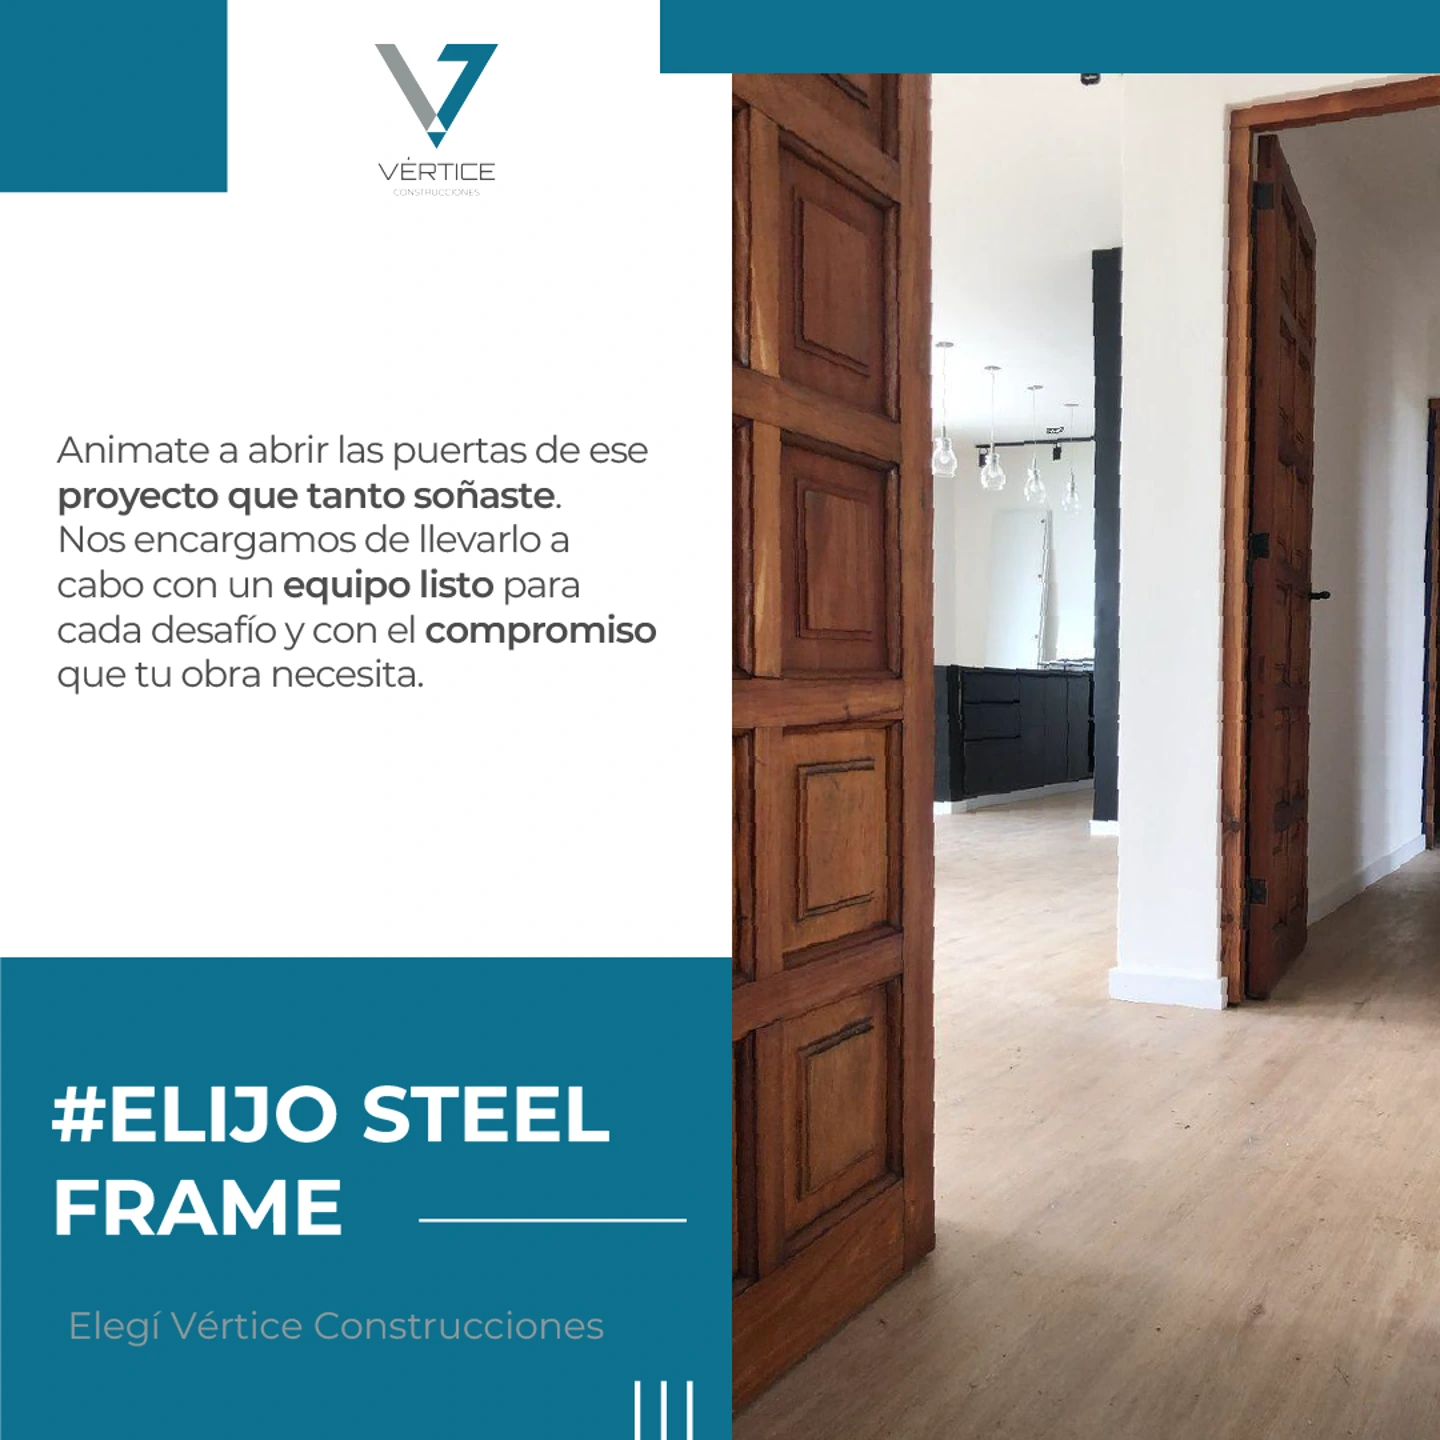 VÉRTICE
CONSTRUCCIONES
Animate a abrir las puertas de ese
proyecto que tanto soñaste.
Nos encargamos de llevarlo a
cabo con un equipo listo para
cada desafío y con el compromiso
que tu obra necesita.
#ELIJO STEEL
FRAME
Elegí Vértice Construcciones